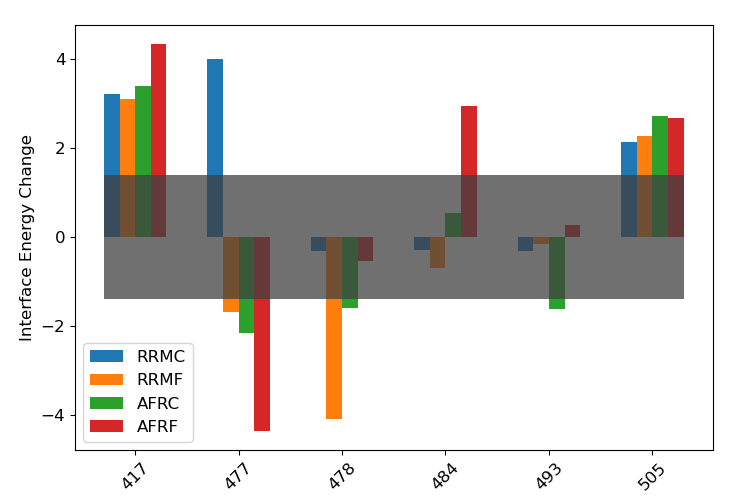 Interface Energy Change
4
2
0
−2
−4
RRMC
RRMF
AFRC
AFRF
417
477
478
484
493
505